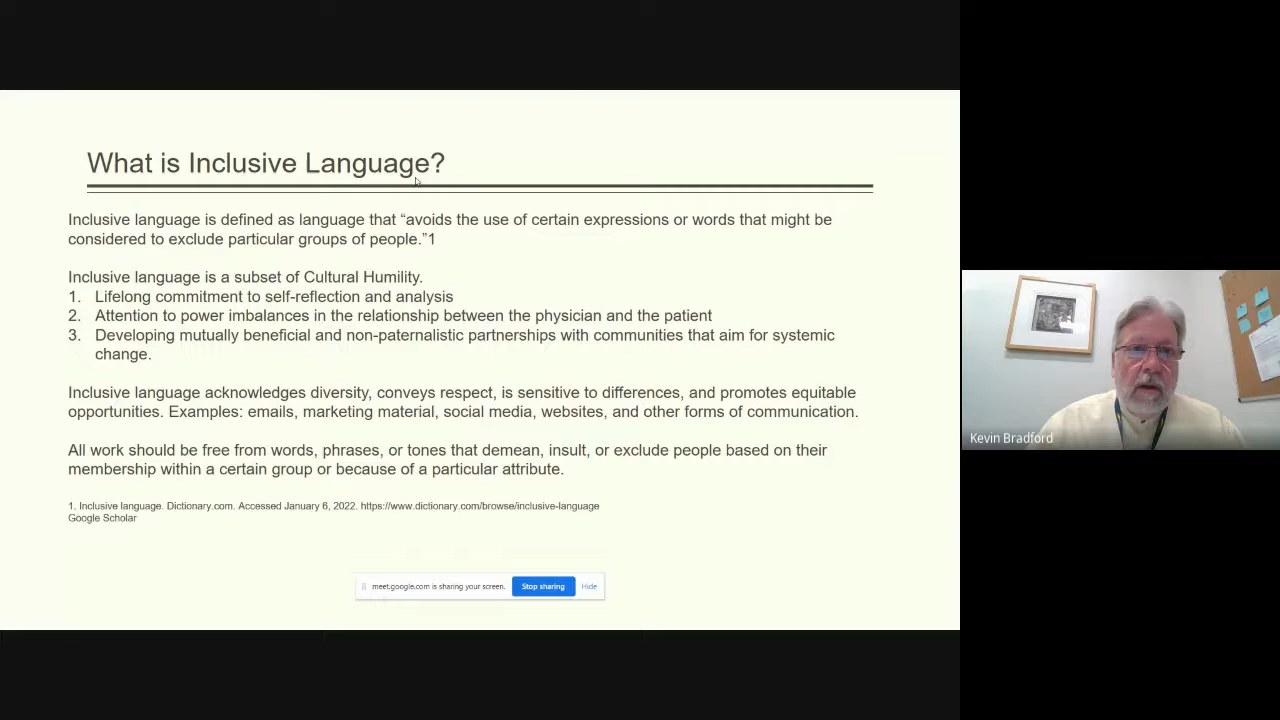 What is Inclusive Language?
Inclusive language is defined as language that “avoids the use of certain expressions or words that might be
considered to exclude particular groups of people.”1
Inclusive language is a subset of Cultural Humility.
1. Lifelong commitment to self-reflection and analysis
2. Attention to power imbalances in the relationship between the physician and the patient
3. Developing mutually beneficial and non-paternalistic partnerships with communities that aim for systemic
change.
Inclusive language acknowledges diversity, conveys respect, is sensitive to differences, and promotes equitable
opportunities. Examples: emails, marketing material, social media, websites, and other forms of communication.
All work should be free from words, phrases, or tones that demean, insult, or exclude people based on their
membership within a certain group or because of a particular attribute.
1. Inclusive language. Dictionary.com. Accessed January 6, 2022. https://www.dictionary.com/browse/inclusive-language
Google Scholar
meet.google.com is sharing your screen. Stop sharing Hide
Kevin Bradford